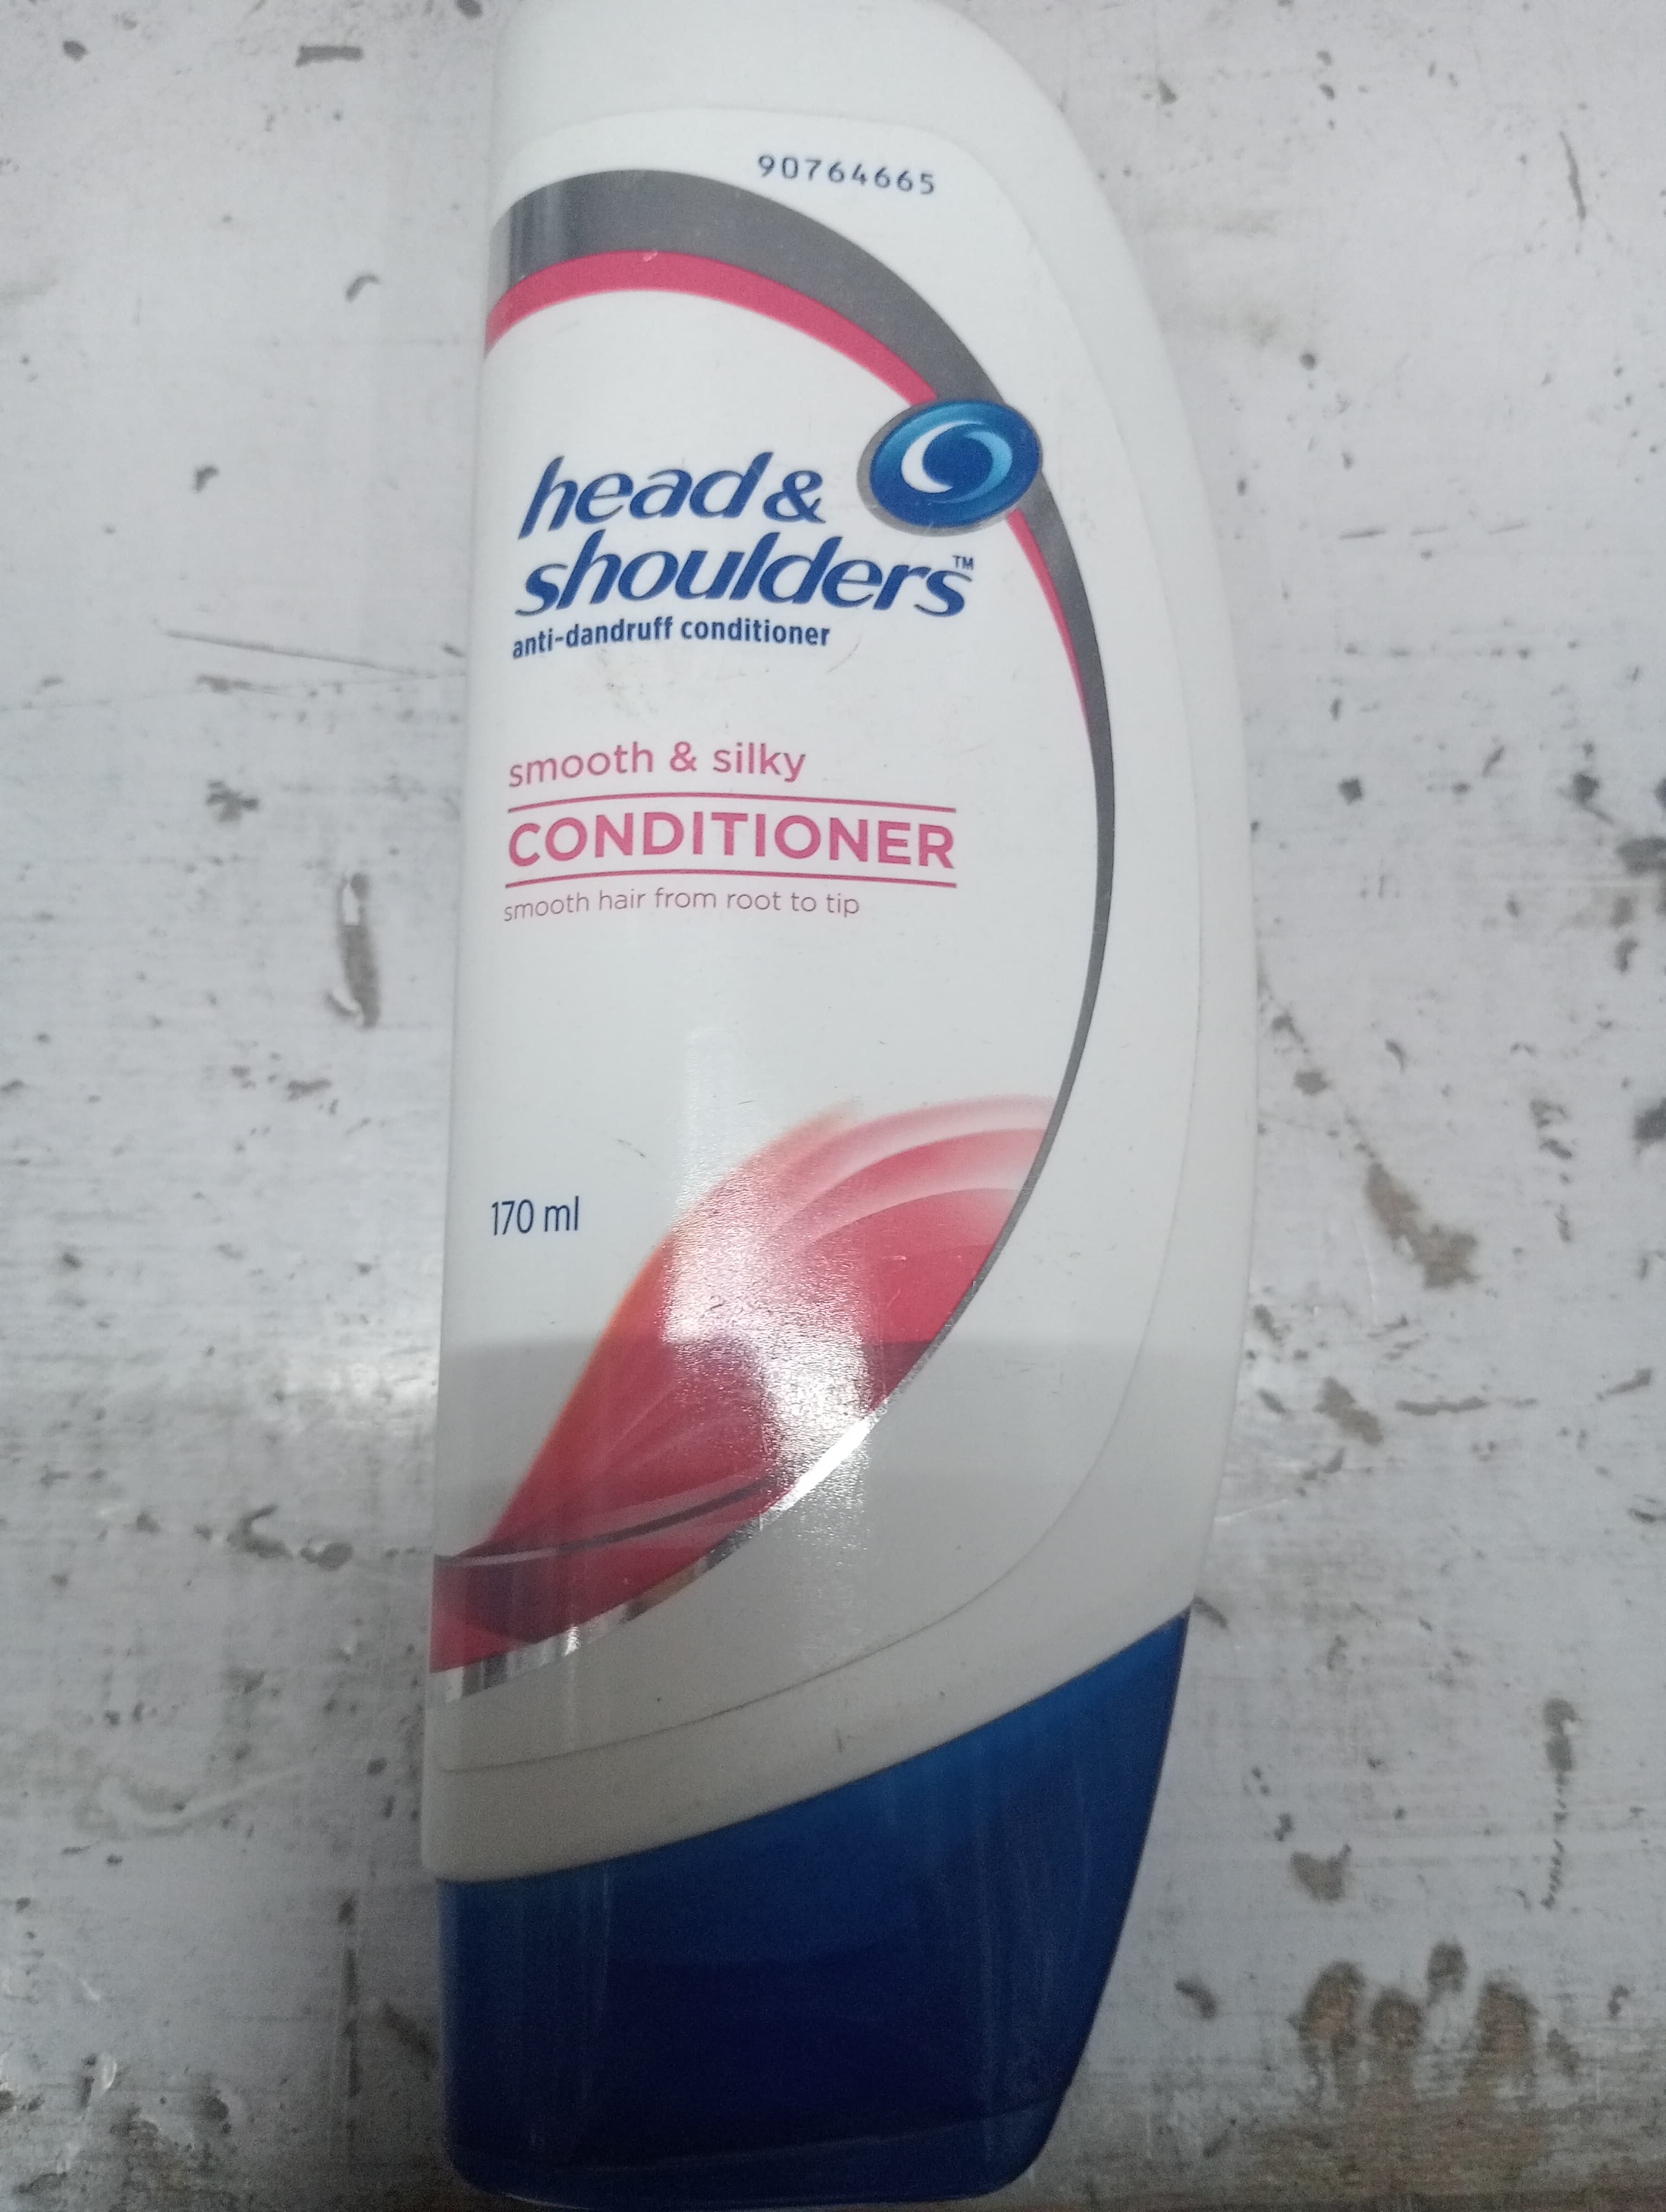 90764665
head &
shoulders™
anti-dandruff conditioner
smooth & silky
CONDITIONER
smooth hair from root to tip
170 ml